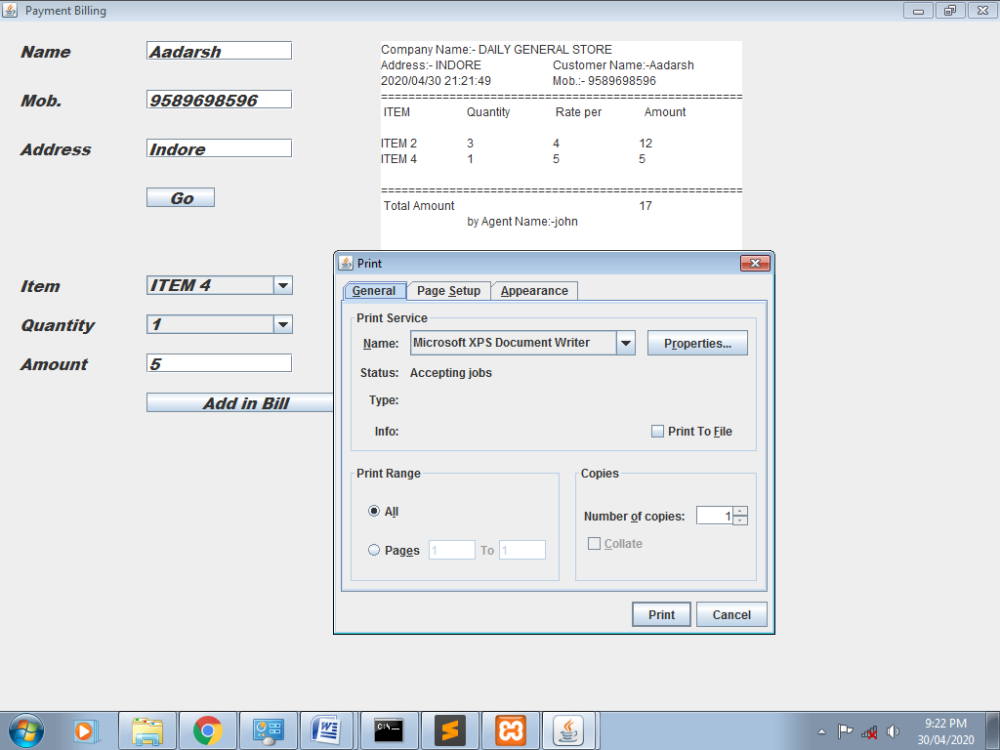 Payment Billing
Name Aadarsh
Mob. 9589698596
Address Indore
Go
Item ITEM 4
Quantity 1
Amount 5
Add in Bill
Company Name:- DAILY GENERAL STORE
Address:- INDORE Customer Name:-Aadarsh
2020/04/30 21:21:49 Mob.:- 9589698596
=====================================================
ITEM Quantity Rate per Amount
ITEM 2 3 4 12
ITEM 4 1 5 5
=====================================================
Total Amount 17
by Agent Name:-john
Print
General Page Setup Appearance
Print Service
Name: Microsoft XPS Document Writer Properties...
Status: Accepting jobs
Type:
Info: Print To File
Print Range
All
Pages 1 To 1
Copies
Number of copies: 1
Collate
Print Cancel
C:\
9:22 PM
30/04/2020